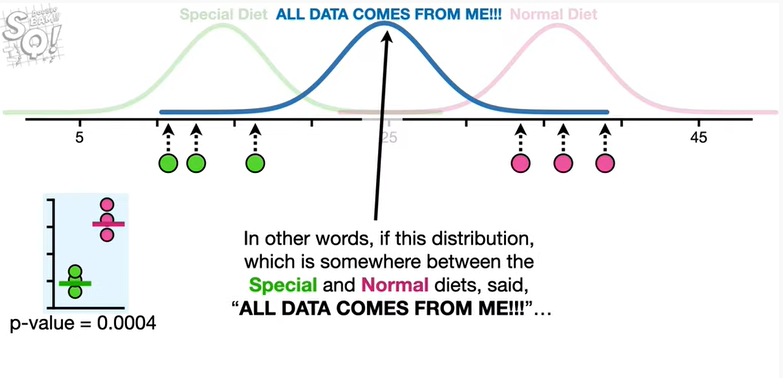 Special Diet ALL DATA COMES FROM ME!!! Normal Diet
5 25 45
In other words, if this distribution,
which is somewhere between the
Special and Normal diets, said,
“ALL DATA COMES FROM ME!!!”…
p-value = 0.0004